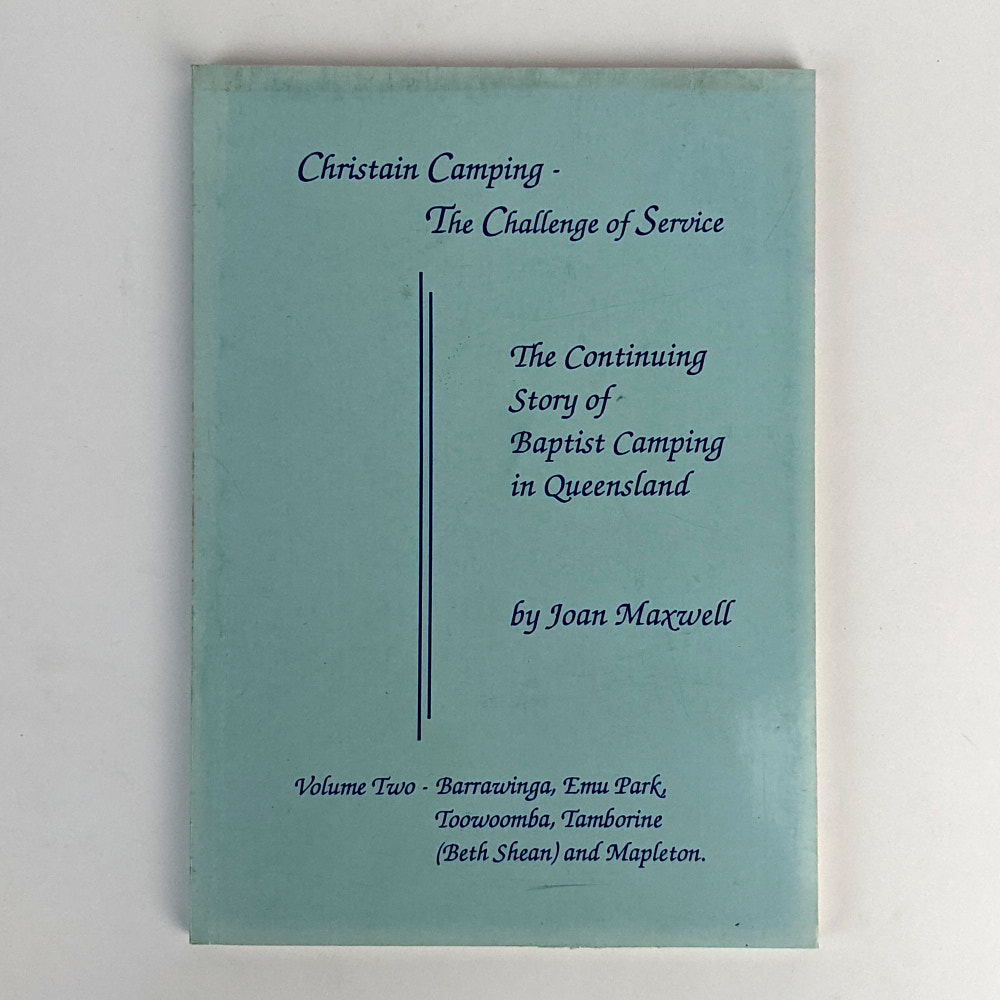 Christain Camping -
The Challenge of Service
The Continuing
Story of
Baptist Camping
in Queensland
by Joan Maxwell
Volume Two - Barrawinga, Emu Park,
Toowoomba, Tamborine
(Beth Shean) and Mapleton.